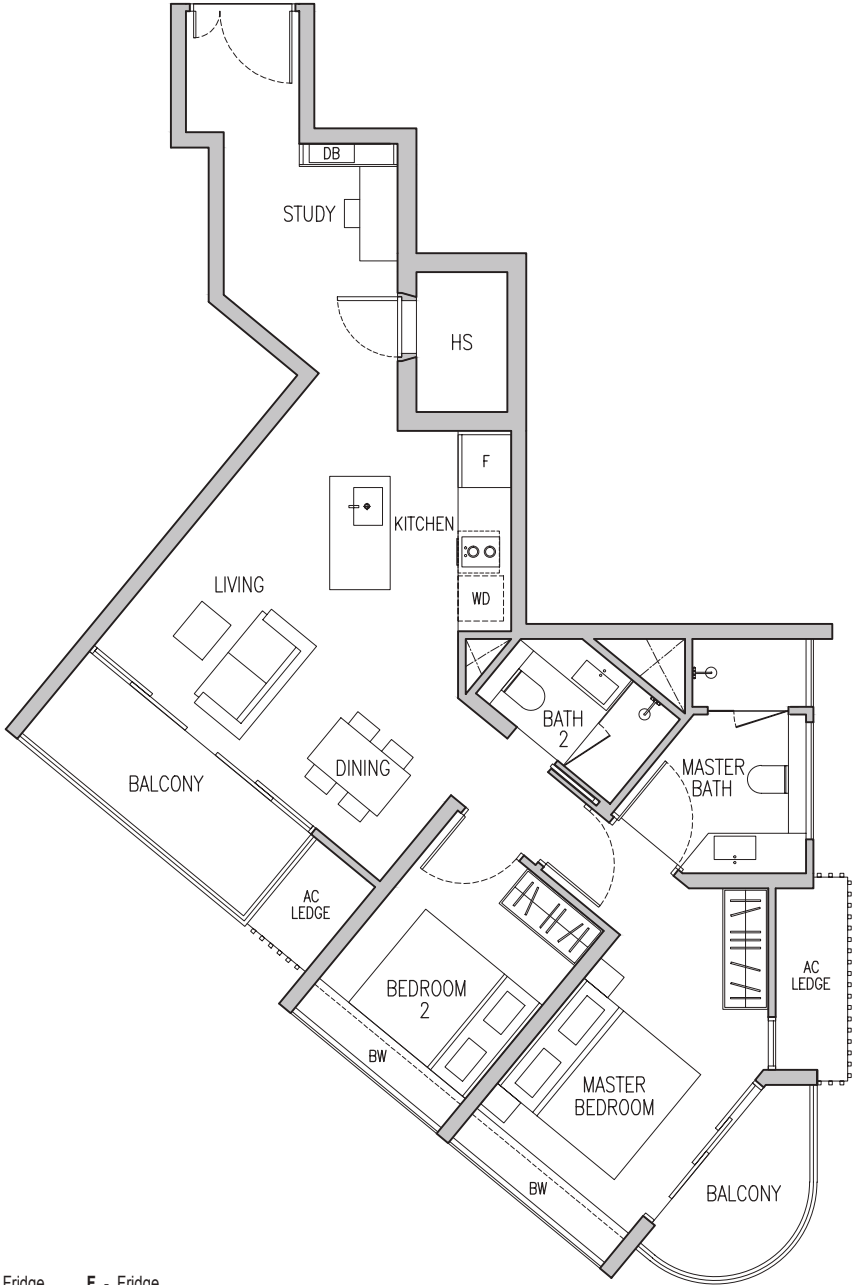 DB
STUDY
HS
F
KITCHEN
LIVING
WD
BATH
2
MASTER
BATH
DINING
BALCONY
AC
LEDGE
BEDROOM
2
AC
LEDGE
BW
MASTER
BEDROOM
BW
BALCONY
Fridge F - Fridge